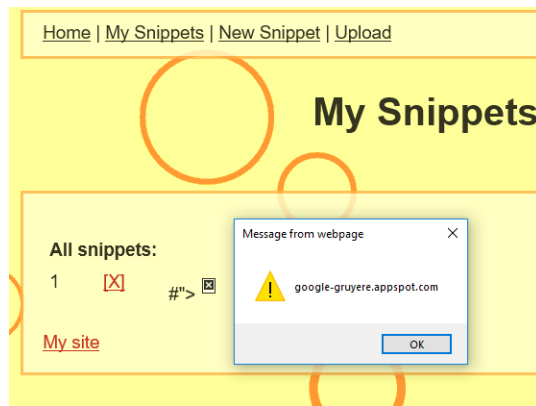 Home | My Snippets | New Snippet | Upload
My Snippets
Message from webpage
google-gruyere.appspot.com
OK
All snippets:
1 [X] #">
My site